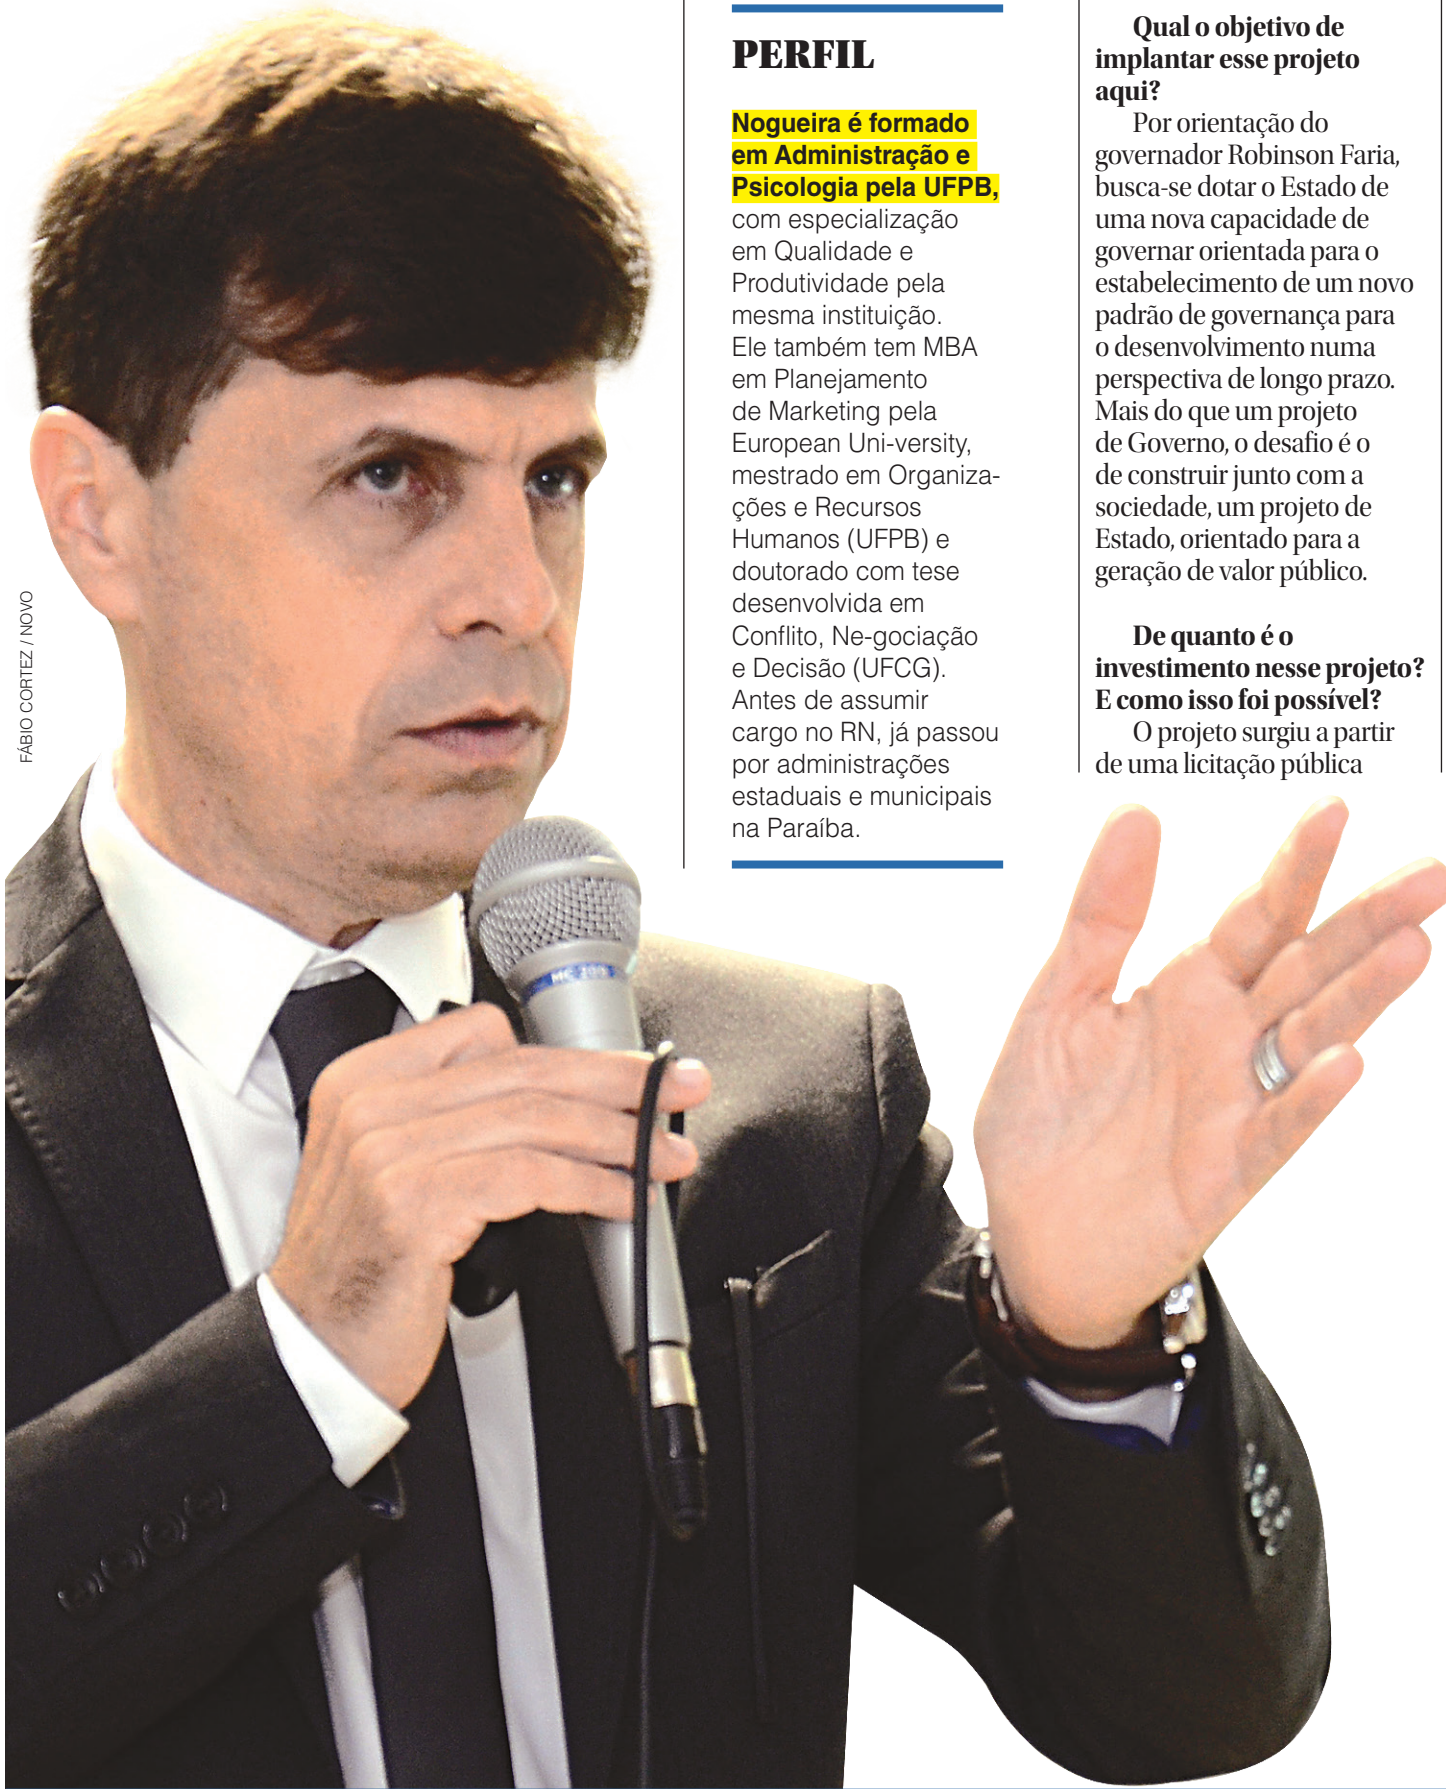 FÁBIO CORTEZ / NOVO
PERFIL
Nogueira é formado
em Administração e
Psicologia pela UFPB,
com especialização
em Qualidade e
Produtividade pela
mesma instituição.
Ele também tem MBA
em Planejamento
de Marketing pela
European Uni-versity,
mestrado em Organiza-
ções e Recursos
Humanos (UFPB) e
doutorado com tese
desenvolvida em
Conflito, Ne-gociação
e Decisão (UFCG).
Antes de assumir
cargo no RN, já passou
por administrações
estaduais e municipais
na Paraíba.
Qual o objetivo de
implantar esse projeto
aqui?
Por orientação do
governador Robinson Faria,
busca-se dotar o Estado de
uma nova capacidade de
governar orientada para o
estabelecimento de um novo
padrão de governança para
o desenvolvimento numa
perspectiva de longo prazo.
Mais do que um projeto
de Governo, o desafio é o
de construir junto com a
sociedade, um projeto de
Estado, orientado para a
geração de valor público.
De quanto é o
investimento nesse projeto?
E como isso foi possível?
O projeto surgiu a partir
de uma licitação pública
MC-200